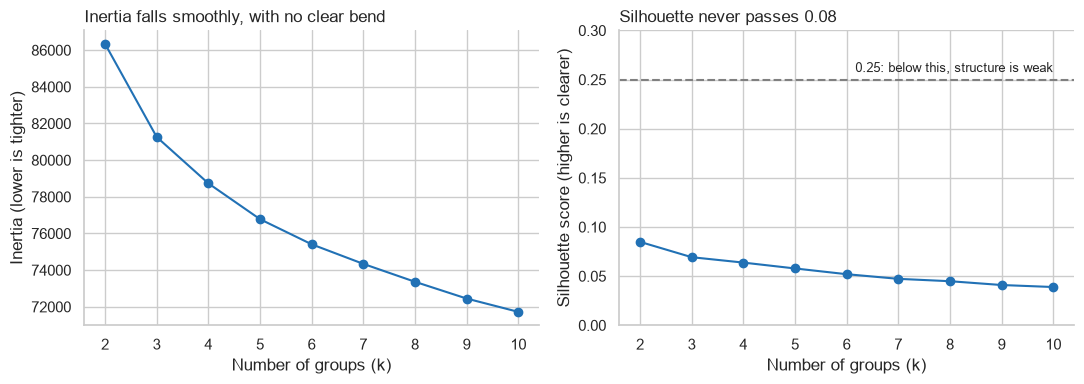 Inertia falls smoothly, with no clear bend
Inertia (lower is tighter)
86000
84000
82000
80000
78000
76000
74000
72000
2 3 4 5 6 7 8 9 10
Number of groups (k)
Silhouette never passes 0.08
Silhouette score (higher is clearer)
0.30
0.25
0.20
0.15
0.10
0.05
0.00
0.25: below this, structure is weak
2 3 4 5 6 7 8 9 10
Number of groups (k)